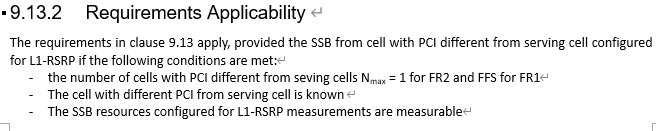 9.13.2 Requirements Applicability
The requirements in clause 9.13 apply, provided the SSB from cell with PCI different from serving cell configured
for L1-RSRP if the following conditions are met:
- the number of cells with PCI different from seving cells Nmax = 1 for FR2 and FFS for FR1
- The cell with different PCI from serving cell is known
- The SSB resources configured for L1-RSRP measurements are measurable